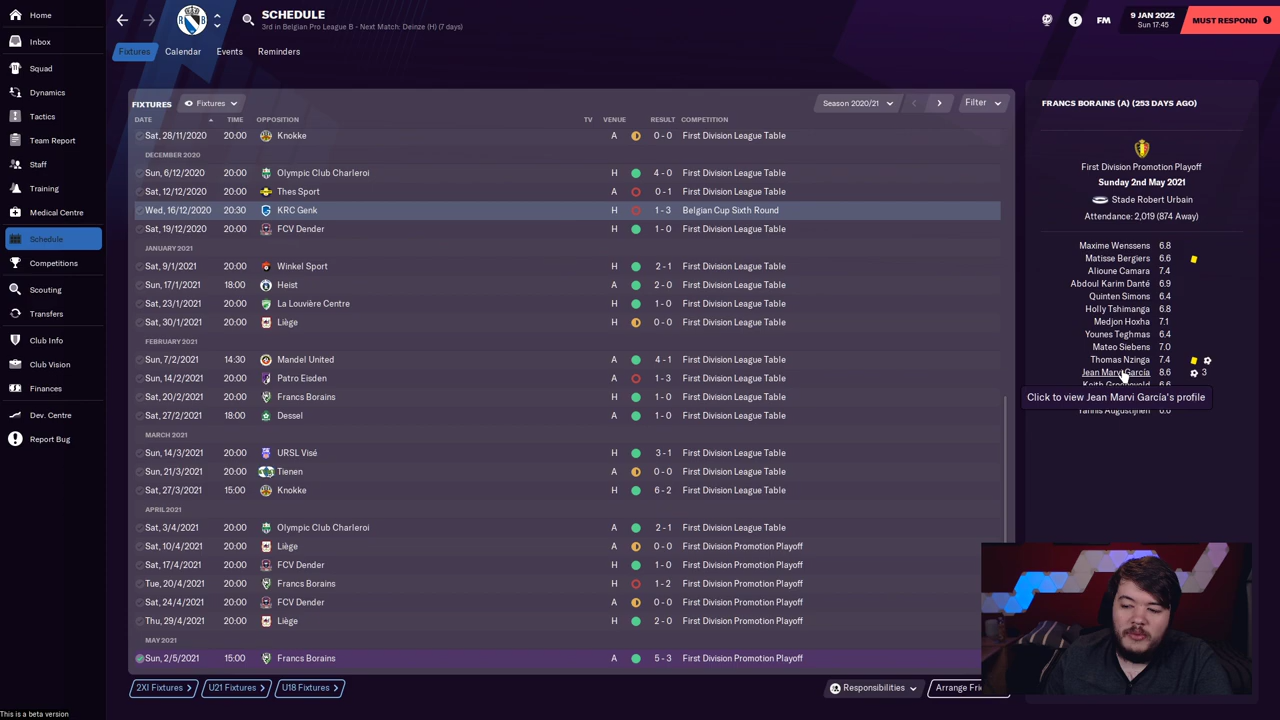 Home
Inbox
Squad
Dynamics
Tactics
Team Report
Staff
Training
Medical Centre
Schedule
Competitions
Scouting
Transfers
Club Info
Club Vision
Finances
Dev. Centre
Report Bug
This is a beta version
SCHEDULE
3rd in Belgian Pro League B - Next Match: Deinze (H) (7 days)
FM
9 JAN 2022
Sun 17:45
MUST RESPOND
Fixtures Calendar Events Reminders
FIXTURES Fixtures Season 2020/21 Filter
DATE TIME OPPOSITION TV VENUE RESULT COMPETITION
Sat, 28/11/2020 20:00 Knokke A 0 - 0 First Division League Table
DECEMBER 2020
Sun, 6/12/2020 20:00 Olympic Club Charleroi H 4 - 0 First Division League Table
Sat, 12/12/2020 20:00 Thes Sport A 0 - 1 First Division League Table
Wed, 16/12/2020 20:30 KRC Genk H 1 - 3 Belgian Cup Sixth Round
Sat, 19/12/2020 20:00 FCV Dender H 1 - 0 First Division League Table
JANUARY 2021
Sat, 9/1/2021 20:00 Winkel Sport H 2 - 1 First Division League Table
Sun, 17/1/2021 18:00 Heist A 2 - 0 First Division League Table
Sat, 23/1/2021 20:00 La Louvière Centre H 1 - 0 First Division League Table
Sat, 30/1/2021 20:00 Liège H 0 - 0 First Division League Table
FEBRUARY 2021
Sun, 7/2/2021 14:30 Mandel United A 4 - 1 First Division League Table
Sun, 14/2/2021 20:00 Patro Eisden A 1 - 3 First Division League Table
Sat, 20/2/2021 20:00 Francs Borains H 1 - 0 First Division League Table
Sat, 27/2/2021 18:00 Dessel A 1 - 0 First Division League Table
MARCH 2021
Sun, 14/3/2021 20:00 URSL Visé H 3 - 1 First Division League Table
Sun, 21/3/2021 20:00 Tienen A 0 - 0 First Division League Table
Sat, 27/3/2021 15:00 Knokke H 6 - 2 First Division League Table
APRIL 2021
Sat, 3/4/2021 20:00 Olympic Club Charleroi A 2 - 1 First Division League Table
Sat, 10/4/2021 20:00 Liège A 0 - 0 First Division Promotion Playoff
Sat, 17/4/2021 20:00 FCV Dender H 1 - 0 First Division Promotion Playoff
Tue, 20/4/2021 20:00 Francs Borains H 1 - 2 First Division Promotion Playoff
Sat, 24/4/2021 20:00 FCV Dender A 0 - 0 First Division Promotion Playoff
Thu, 29/4/2021 20:00 Liège H 2 - 0 First Division Promotion Playoff
MAY 2021
Sun, 2/5/2021 15:00 Francs Borains A 5 - 3 First Division Promotion Playoff
2XI Fixtures U21 Fixtures U18 Fixtures Responsibilities Arrange
FRANCS BORAINS (A) (253 DAYS AGO)
First Division Promotion Playoff
Sunday 2nd May 2021
Stade Robert Urbain
Attendance: 2,019 (874 Away)
Maxime Wenssens 6.8
Matisse Bergiers 6.6
Alioune Camara 7.4
Abdoul Karim Danté 6.9
Quinten Simons 6.4
Holly Tshimanga 6.8
Medjon Hoxha 7.1
Younes Teghmas 6.4
Mateo Siebens 7.0
Thomas Nzinga 7.4
Jean Marvi García 8.6 3
Click to view Jean Marvi García's profile